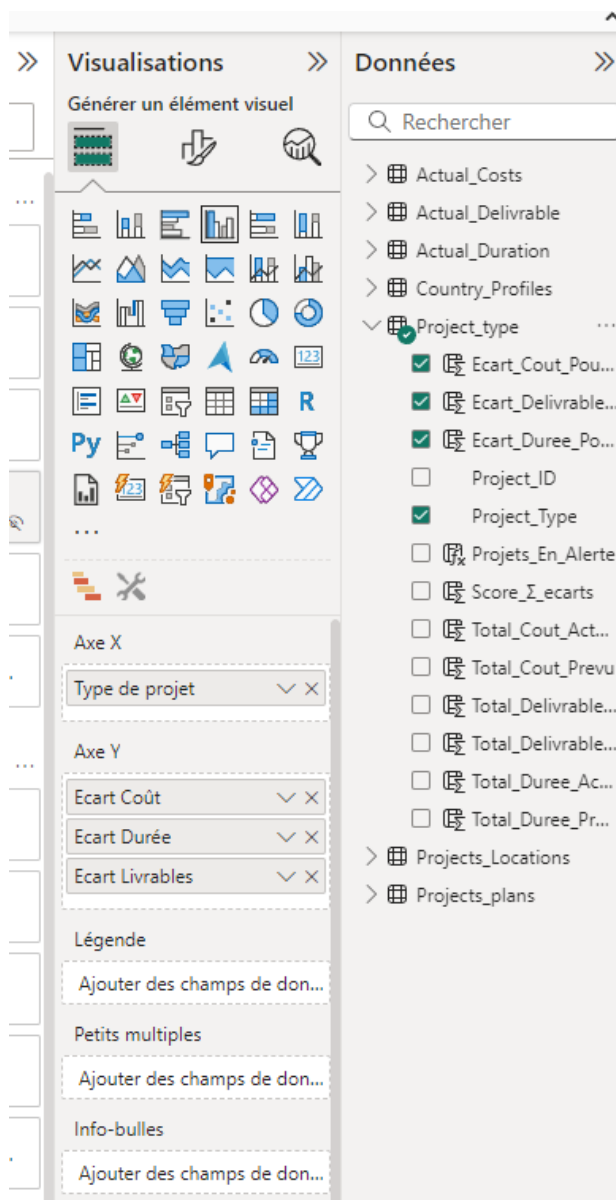 Visualisations
Générer un élément visuel
123
R
Py
123
...
Axe X
Type de projet
Axe Y
Ecart Coût
Ecart Durée
Ecart Livrables
Légende
Ajouter des champs de don...
Petits multiples
Ajouter des champs de don...
Info-bulles
Ajouter des champs de don...
Données
Rechercher
Actual_Costs
Actual_Delivrable
Actual_Duration
Country_Profiles
Project_type
...
Ecart_Cout_Pou...
Ecart_Delivrable...
Ecart_Duree_Po...
Project_ID
Project_Type
Projets_En_Alerte
Score_Σ_ecarts
Total_Cout_Act...
Total_Cout_Prevu
Total_Delivrable...
Total_Delivrable...
Total_Duree_Ac...
Total_Duree_Pr...
Projects_Locations
Projects_plans